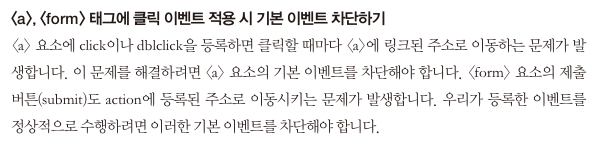 <a>, <form> 태그에 클릭 이벤트 적용 시 기본 이벤트 차단하기
<a> 요소에 click이나 dblclick을 등록하면 클릭할 때마다 <a>에 링크된 주소로 이동하는 문제가 발
생합니다. 이 문제를 해결하려면 <a> 요소의 기본 이벤트를 차단해야 합니다. <form> 요소의 제출
버튼(submit)도 action에 등록된 주소로 이동시키는 문제가 발생합니다. 우리가 등록한 이벤트를
정상적으로 수행하려면 이러한 기본 이벤트를 차단해야 합니다.